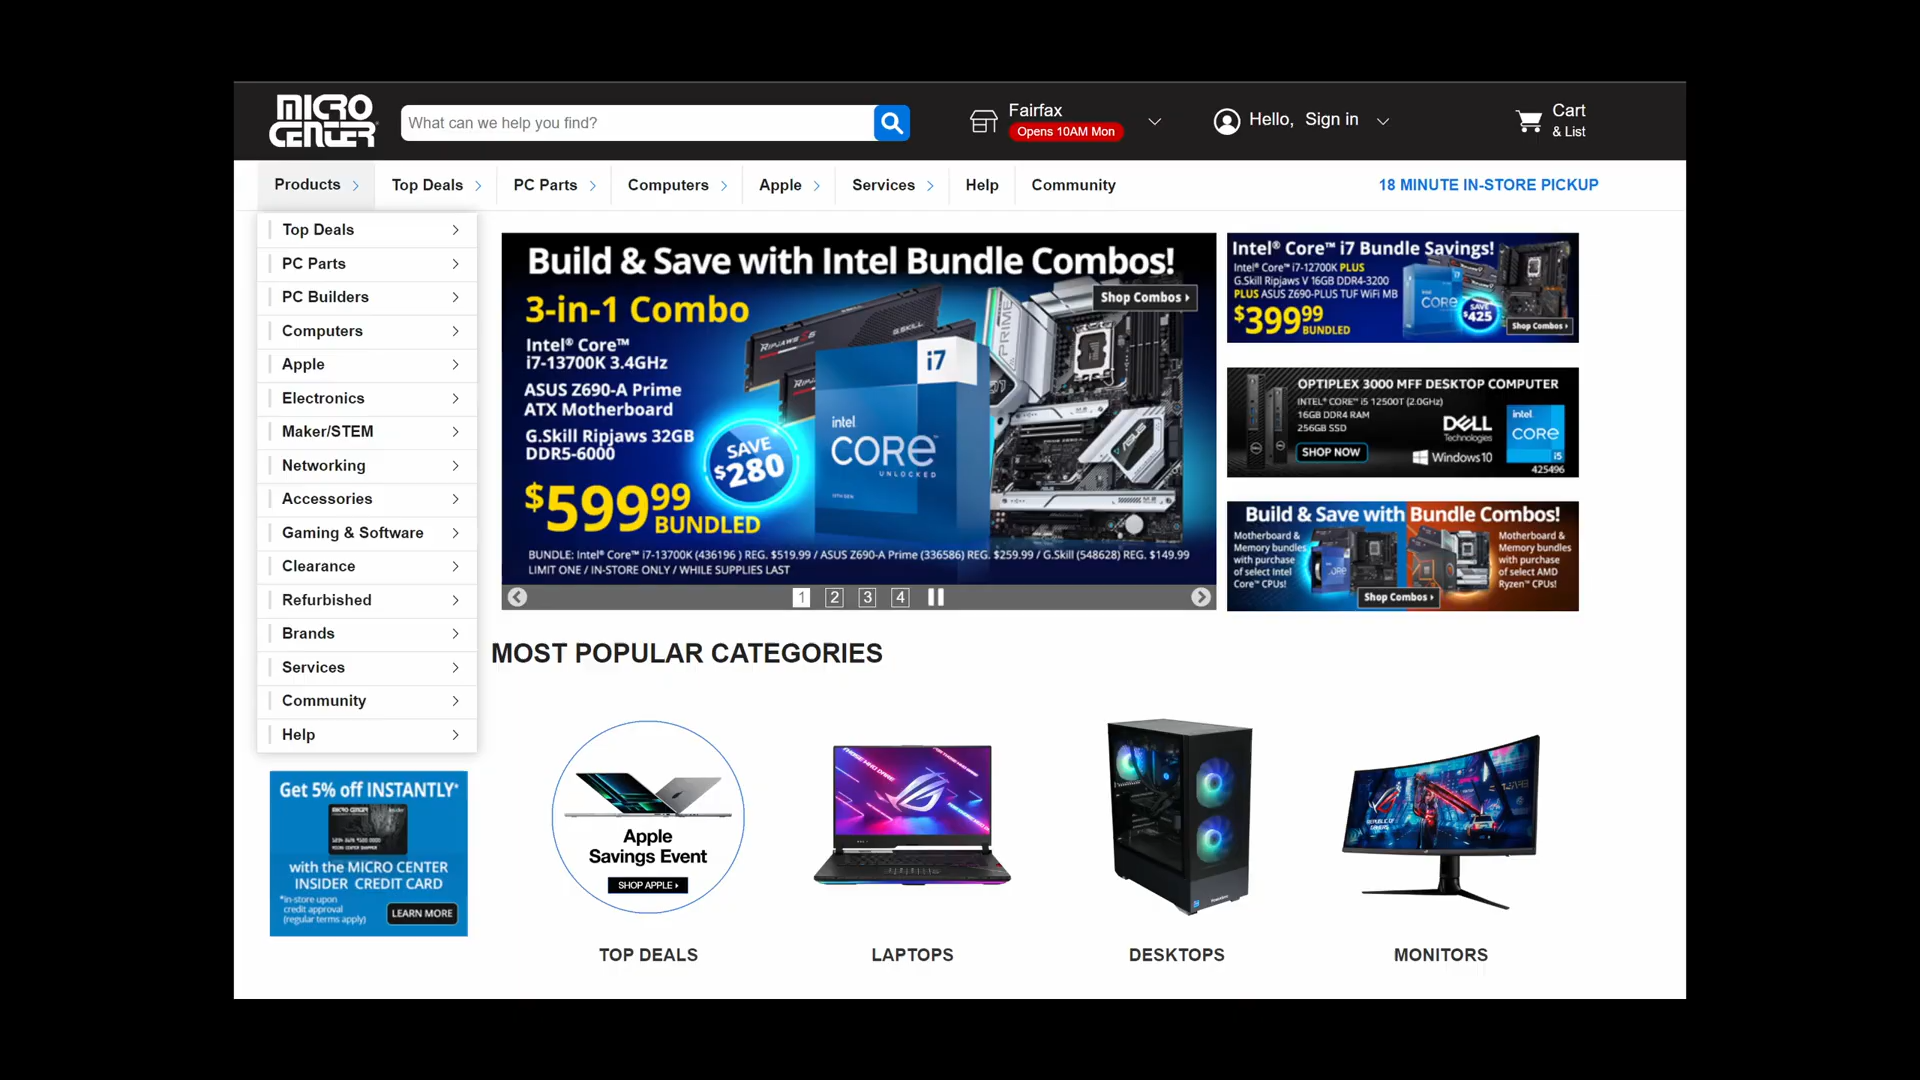 MICRO CENTER
What can we help you find?
Fairfax
Opens 10AM Mon
Hello, Sign in
Cart
& List
Products
Top Deals
PC Parts
Computers
Apple
Services
Help
Community
18 MINUTE IN-STORE PICKUP
Top Deals
PC Parts
PC Builders
Computers
Apple
Electronics
Maker/STEM
Networking
Accessories
Gaming & Software
Clearance
Refurbished
Brands
Services
Community
Help
Get 5% off INSTANTLY*
MICRO CENTER
with the MICRO CENTER
INSIDER CREDIT CARD
*in-store upon
credit approval
(regular terms apply)
LEARN MORE
Build & Save with Intel Bundle Combos!
3-in-1 Combo
Shop Combos
Intel® Core™
i7-13700K 3.4GHz
ASUS Z690-A Prime
ATX Motherboard
G.Skill Ripjaws 32GB
DDR5-6000
SAVE
$280
$599.99
BUNDLED
RIPJAWS S5
G.SKILL
i7
intel
CORE
UNLOCKED
PRIME
ASUS
BUNDLE: Intel® Core™ i7-13700K (436196 ) REG. $519.99 / ASUS Z690-A Prime (336586) REG. $259.99 / G.Skill (548628) REG. $149.99
LIMIT ONE / IN-STORE ONLY / WHILE SUPPLIES LAST
1 2 3 4
Intel® Core™ i7 Bundle Savings!
Intel® Core™ i7-12700K PLUS
G.Skill Ripjaws V 16GB DDR4-3200
PLUS ASUS Z690-PLUS TUF WiFi MB
$399.99
BUNDLED
CORE
SAVE
$425
Shop Combos
OPTIPLEX 3000 MFF DESKTOP COMPUTER
INTEL® CORE™ i5 12500T (2.0GHz)
16GB DDR4 RAM
256GB SSD
SHOP NOW
DELL
Technologies
Windows10
intel
CORE
i5
425496
Build & Save with Bundle Combos!
Motherboard &
Memory bundles
with purchase
of select Intel
Core™ CPUs!
Motherboard &
Memory bundles
with purchase
of select AMD
Ryzen™ CPUs!
Shop Combos
MOST POPULAR CATEGORIES
Apple
Savings Event
SHOP APPLE
REPUBLIC OF
GAMERS
TOP DEALS
LAPTOPS
DESKTOPS
MONITORS